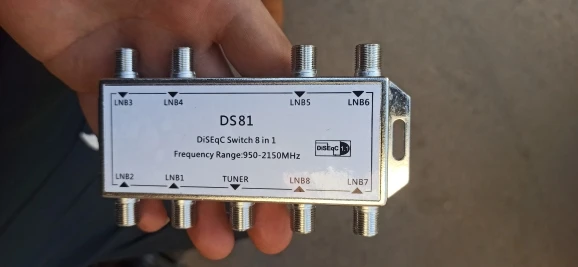 LNB3 LNB4 LNB5 LNB6
DS81
DiSEqC Switch 8 in 1
Frequency Range:950-2150MHz
DiSEqC
LNB2 LNB1 TUNER LNB8 LNB7